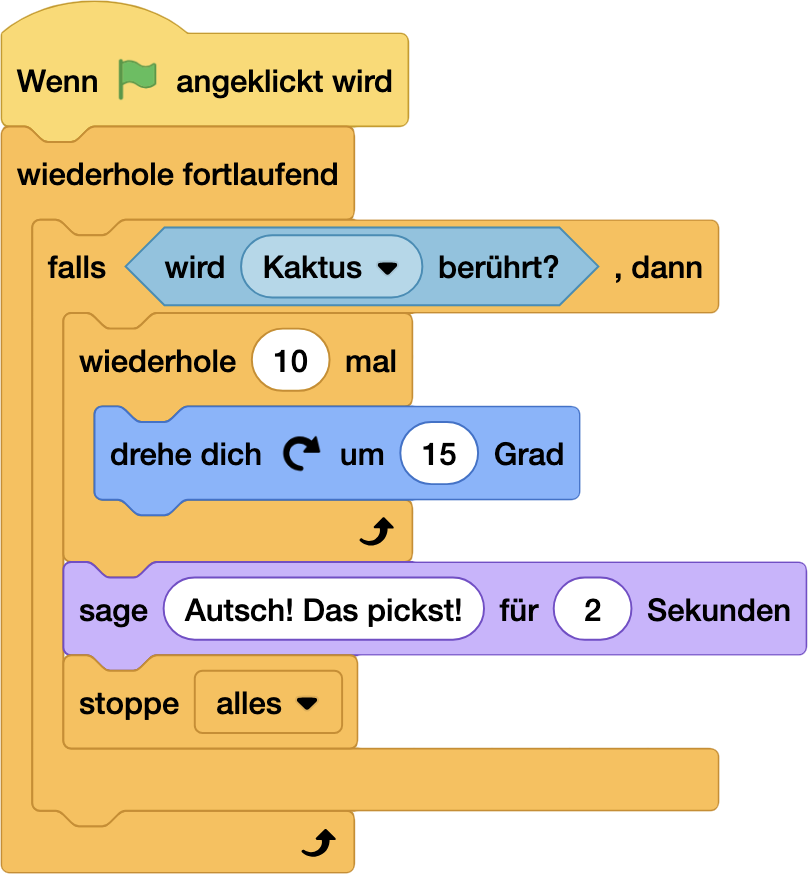 Wenn angeklickt wird
wiederhole fortlaufend
falls wird Kaktus berührt? , dann
wiederhole 10 mal
drehe dich um 15 Grad
sage Autsch! Das pickst! für 2 Sekunden
stoppe alles